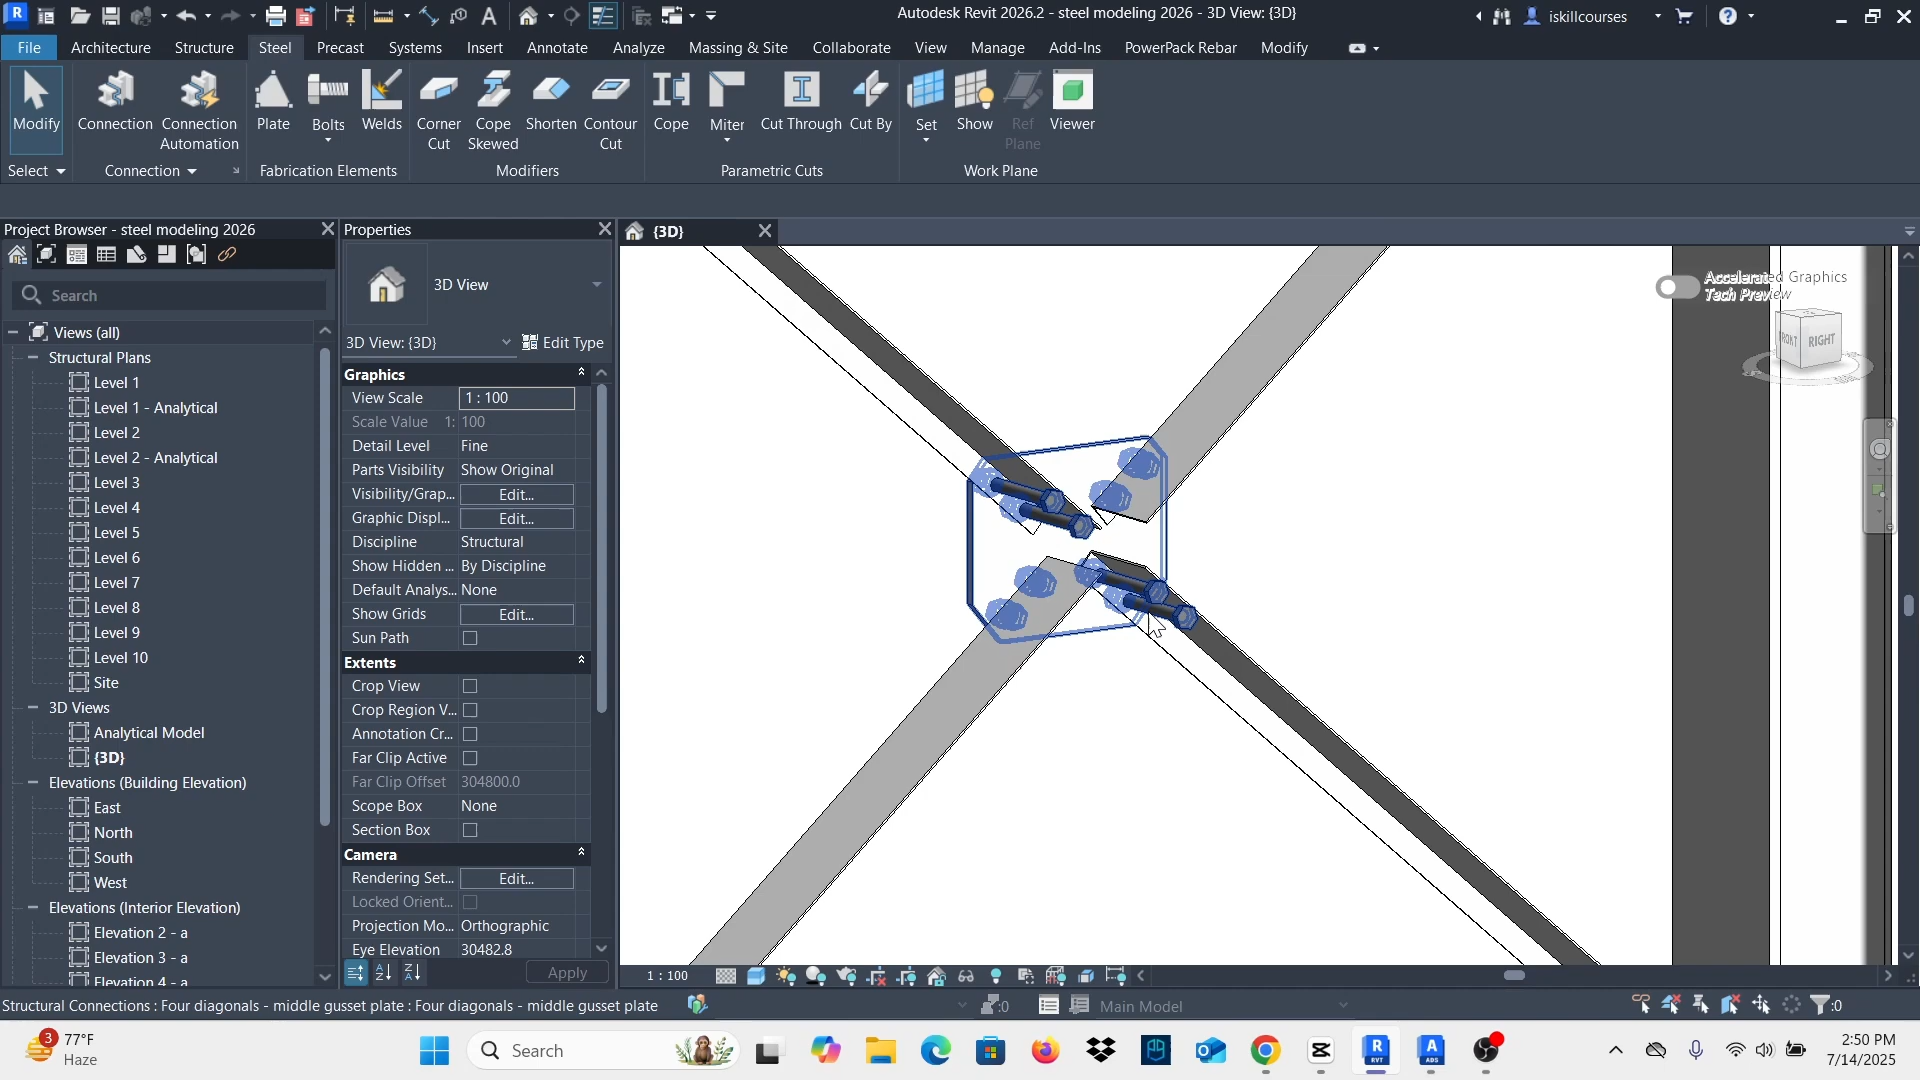 Autodesk Revit 2026.2 - steel modeling 2026 - 3D View: {3D}
iskillcourses
File Architecture Structure Steel Precast Systems Insert Annotate Analyze Massing & Site Collaborate View Manage Add-Ins PowerPack Rebar Modify
Modify Connection Connection Automation Plate Bolts Welds Corner Cut Cope Skewed Shorten Contour Cut Cope Miter Cut Through Cut By Set Show Ref Plane Viewer
Select Connection Fabrication Elements Modifiers Parametric Cuts Work Plane
Project Browser - steel modeling 2026
Search
Views (all)
Structural Plans
Level 1
Level 1 - Analytical
Level 2
Level 2 - Analytical
Level 3
Level 4
Level 5
Level 6
Level 7
Level 8
Level 9
Level 10
Site
3D Views
Analytical Model
{3D}
Elevations (Building Elevation)
East
North
South
West
Elevations (Interior Elevation)
Elevation 2 - a
Elevation 3 - a
Elevation 4 - a
Properties
3D View
3D View: {3D} Edit Type
Graphics
View Scale 1 : 100
Scale Value 1: 100
Detail Level Fine
Parts Visibility Show Original
Visibility/Grap... Edit...
Graphic Displ... Edit...
Discipline Structural
Show Hidden ... By Discipline
Default Analys... None
Show Grids Edit...
Sun Path
Extents
Crop View
Crop Region V...
Annotation Cr...
Far Clip Active
Far Clip Offset 304800.0
Scope Box None
Section Box
Camera
Rendering Set... Edit...
Locked Orient...
Projection Mo... Orthographic
Eye Elevation 30482.8
Apply
{3D}
Accelerated Graphics
Tech Preview
FRONT RIGHT
1 : 100
Structural Connections : Four diagonals - middle gusset plate : Four diagonals - middle gusset plate
:0
Main Model
:0
3
77°F
Haze
Search
2:50 PM
7/14/2025